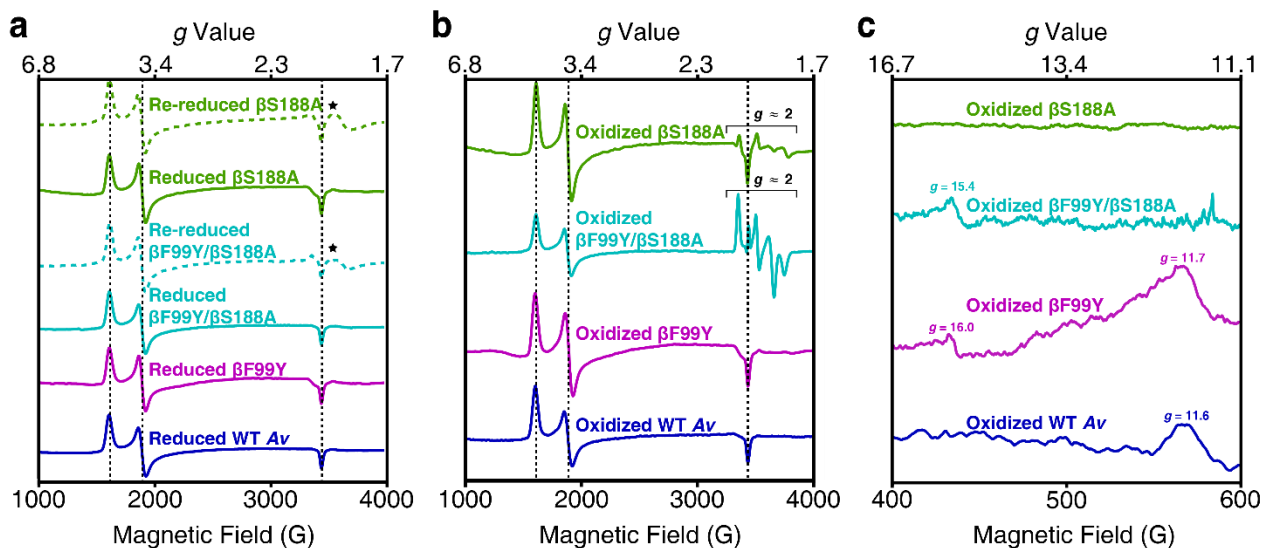 a
g Value
6.8 3.4 2.3 1.7
Re-reduced βS188A
★
Reduced βS188A
Re-reduced
βF99Y/βS188A
★
Reduced
βF99Y/βS188A
Reduced βF99Y
Reduced WT Av
1000 2000 3000 4000
Magnetic Field (G)
b
g Value
6.8 3.4 2.3 1.7
g ≈ 2
Oxidized βS188A
g ≈ 2
Oxidized
βF99Y/βS188A
Oxidized βF99Y
Oxidized WT Av
1000 2000 3000 4000
Magnetic Field (G)
c
g Value
16.7 13.4 11.1
Oxidized βS188A
g = 15.4
Oxidized βF99Y/βS188A
g = 11.7
Oxidized βF99Y
g = 16.0
g = 11.6
Oxidized WT Av
400 500 600
Magnetic Field (G)